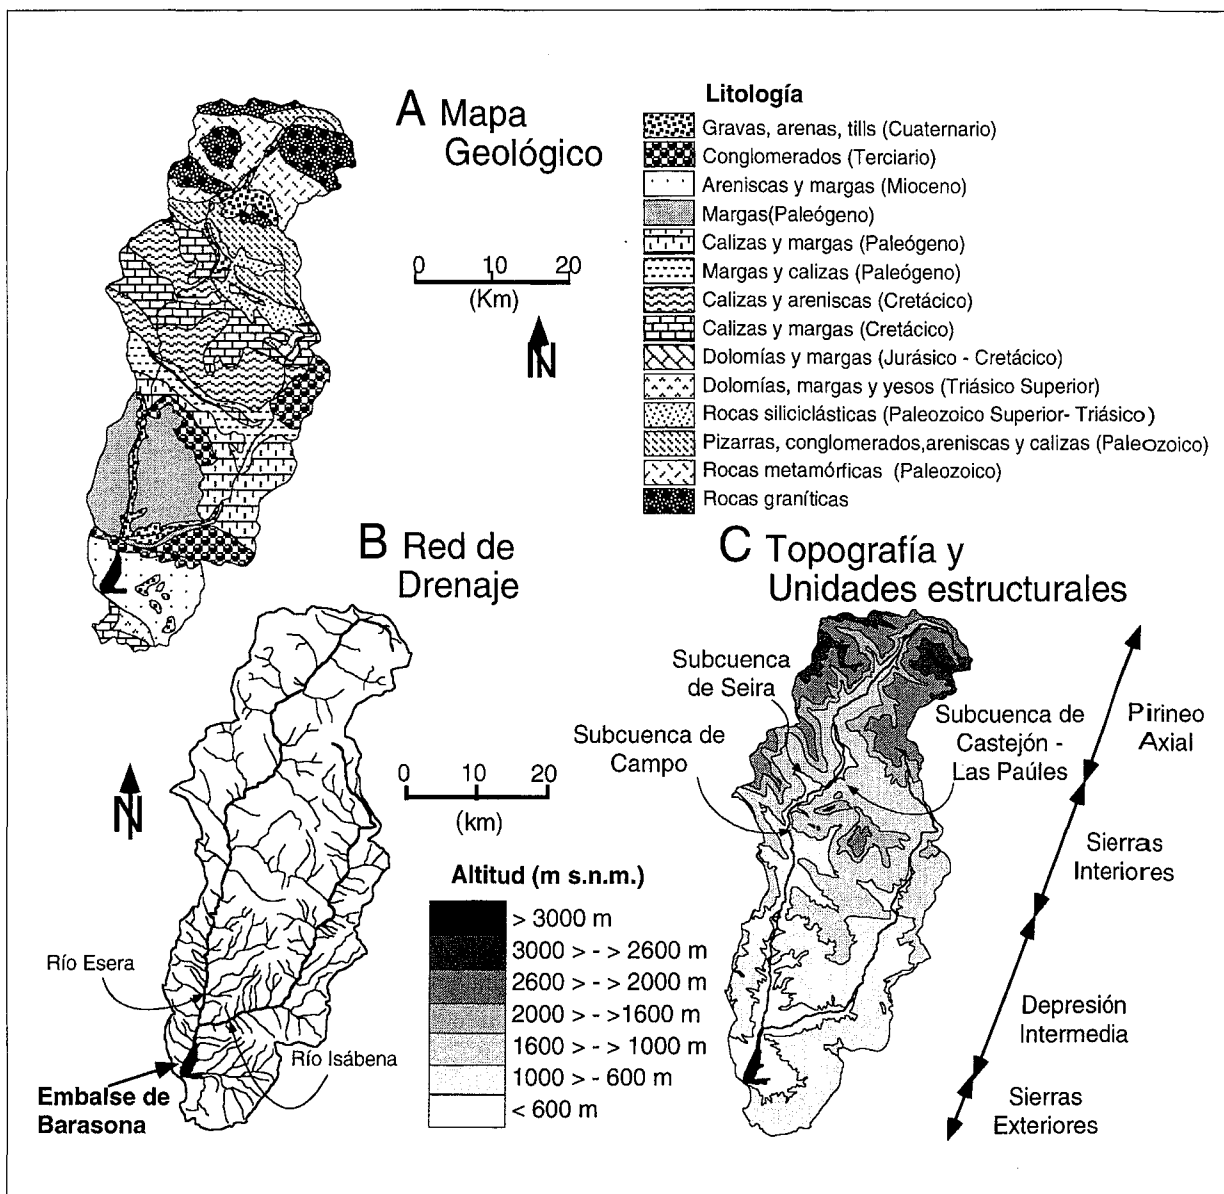 A Mapa
Geológico
0 10 20
(Km)
N
Litología
Gravas, arenas, tills (Cuaternario)
Conglomerados (Terciario)
Areniscas y margas (Mioceno)
Margas(Paleógeno)
Calizas y margas (Paleógeno)
Margas y calizas (Paleógeno)
Calizas y areniscas (Cretácico)
Calizas y margas (Cretácico)
Dolomías y margas (Jurásico - Cretácico)
Dolomías, margas y yesos (Triásico Superior)
Rocas siliciclásticas (Paleozoico Superior- Triásico)
Pizarras, conglomerados,areniscas y calizas (Paleozoico)
Rocas metamórficas (Paleozoico)
Rocas graníticas
B Red de
Drenaje
N
0 10 20
(km)
Río Esera
Río Isábena
Embalse de
Barasona
C Topografía y
Unidades estructurales
Subcuenca
de Seira
Subcuenca de
Campo
Subcuenca de
Castejón -
Las Paúles
Pirineo
Axial
Sierras
Interiores
Depresión
Intermedia
Sierras
Exteriores
Altitud (m s.n.m.)
> 3000 m
3000 > - > 2600 m
2600 > - > 2000 m
2000 > - >1600 m
1600 > - > 1000 m
1000 > - 600 m
< 600 m